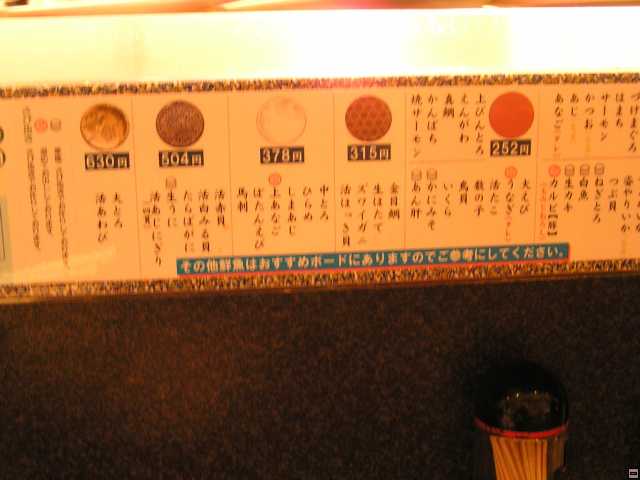 づけまぐろ
はまち
サーモン
かつお
あじ
あなご
ねぎとろ
つぶ貝
白魚
生カキ
カルビ【豚】
252円
上びんとろ
えんがわ
真鯛
かんぱち
焼サーモン
大えび
うなぎ
活たこ
数の子
鳥貝
いくら
かにみそ
あん肝
315円
金目鯛
生ほたて
ズワイガニ
活ほっき貝
378円
中とろ
ひらめ
しまあじ
上あなご
ぼたんえび
馬刺
504円
活赤貝
活白みる貝
たらばがに
生うに
活あじにぎり
630円
大とろ
活あわび
その他鮮魚はおすすめボードにありますのでご参考にしてください。